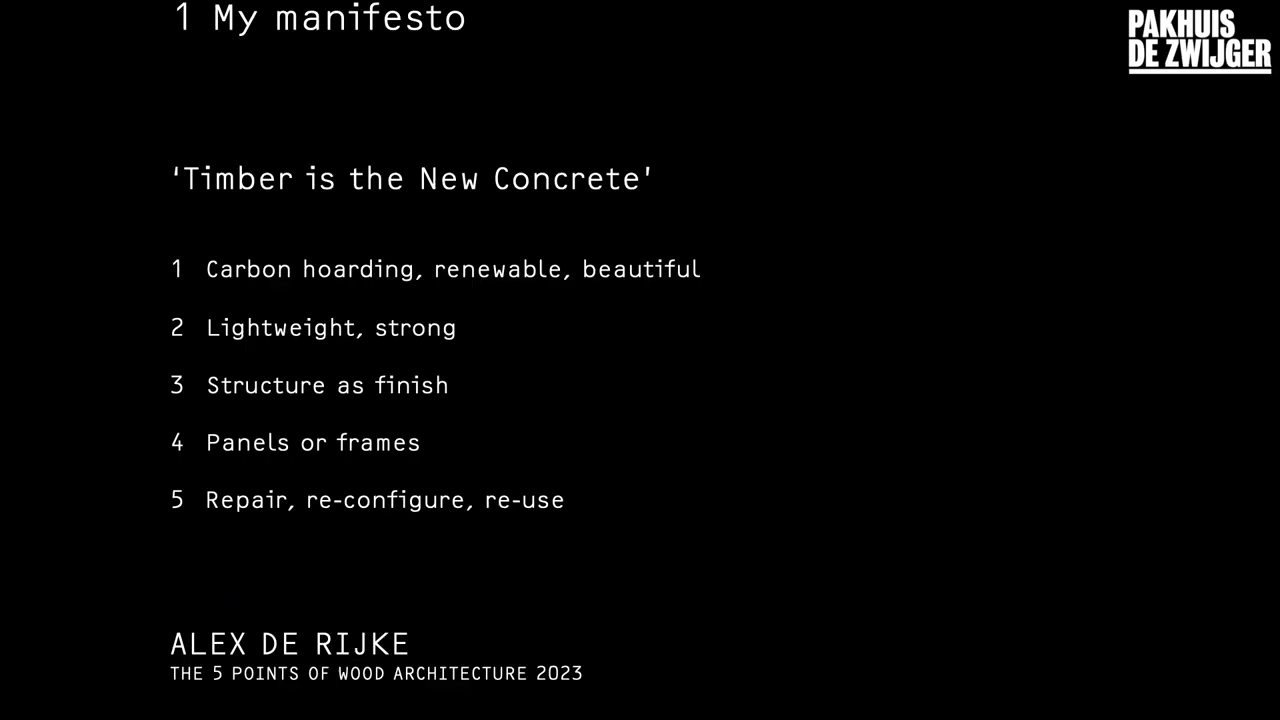 1 My manifesto
PAKHUIS
DE ZWIJGER
‘Timber is the New Concrete’
1 Carbon hoarding, renewable, beautiful
2 Lightweight, strong
3 Structure as finish
4 Panels or frames
5 Repair, re-configure, re-use
ALEX DE RIJKE
THE 5 POINTS OF WOOD ARCHITECTURE 2023